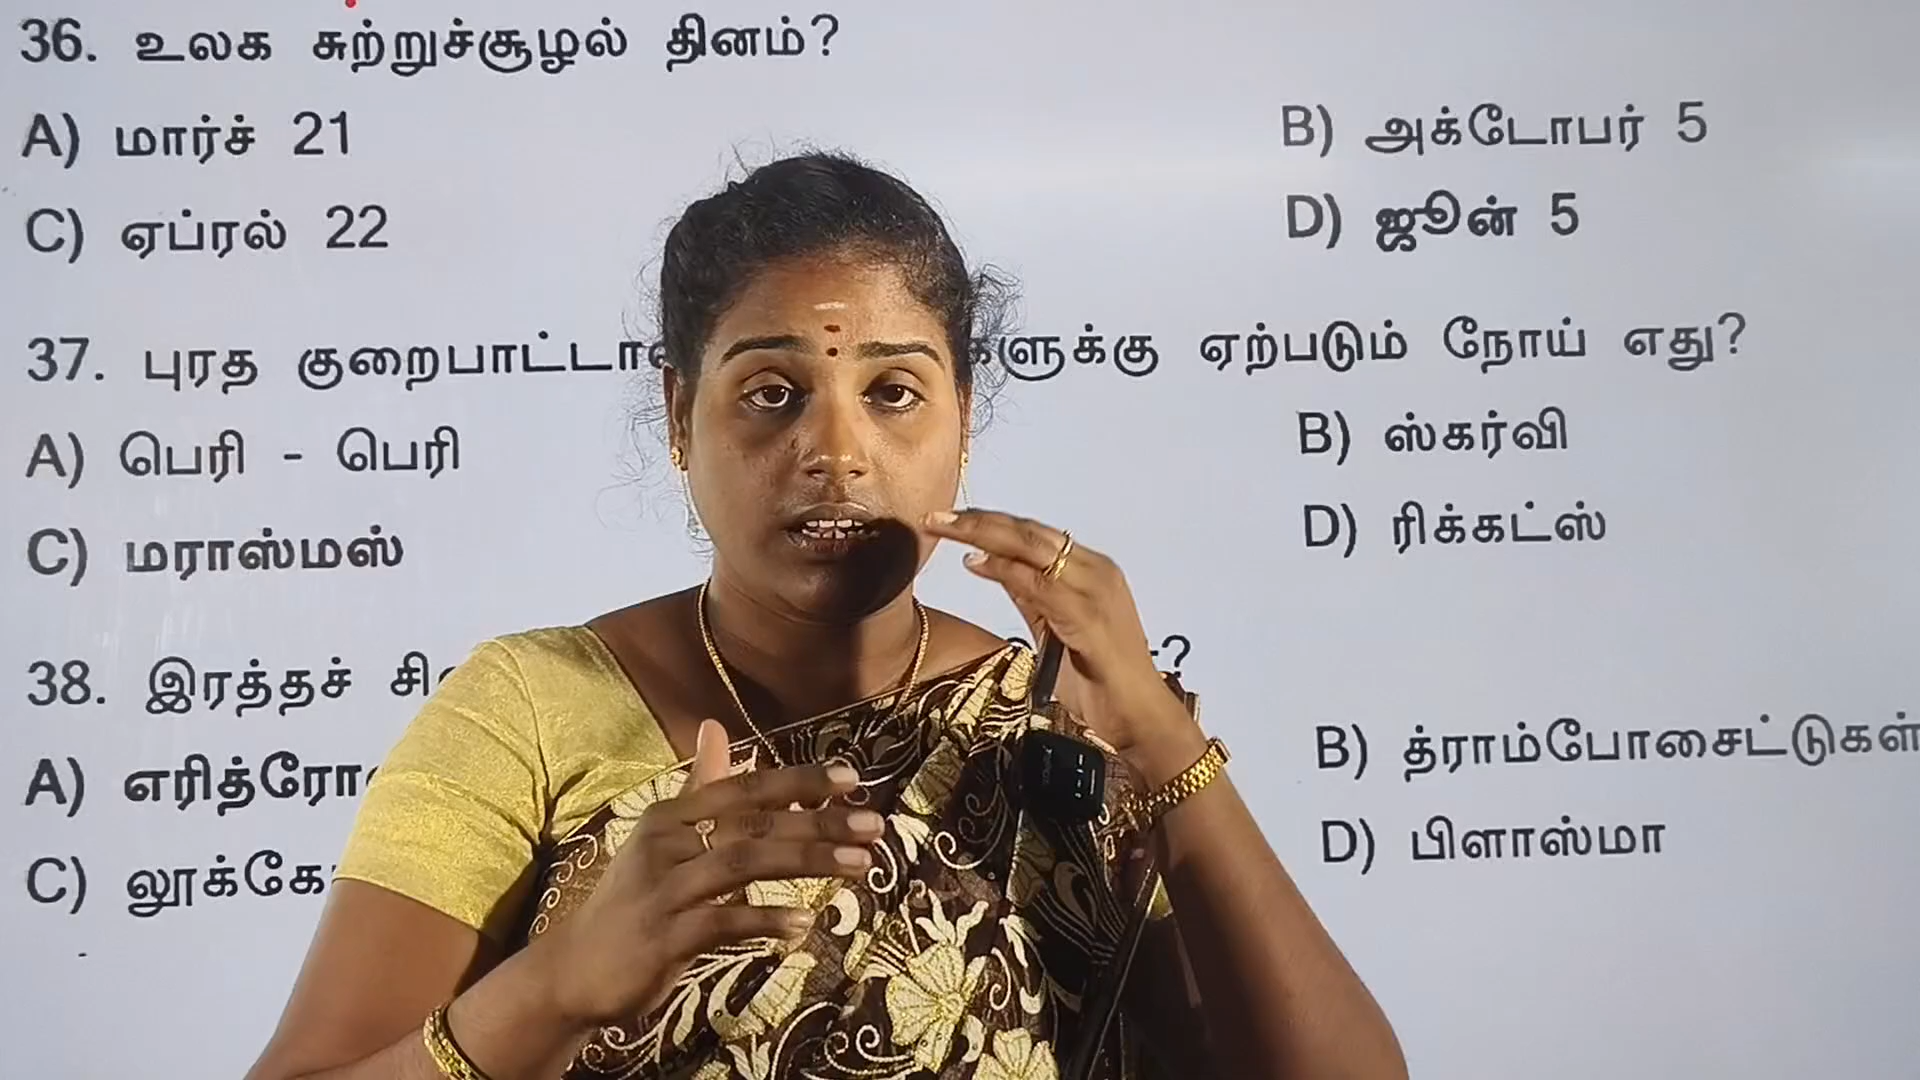 36. உலக சுற்றுச்சூழல் தினம்?
A) மார்ச் 21
B) அக்டோபர் 5
C) ஏப்ரல் 22
D) ஜூன் 5
37. புரத ஏற்படும் நோய் எது?
A) பெரி - பெரி
B) ஸ்கர்வி
C) மராஸ்மஸ்
D) ரிக்கட்ஸ்
38. இரத்தச்
A)
B) த்ராம்போசைட்டுகள்
C)
D) பிளாஸ்மா